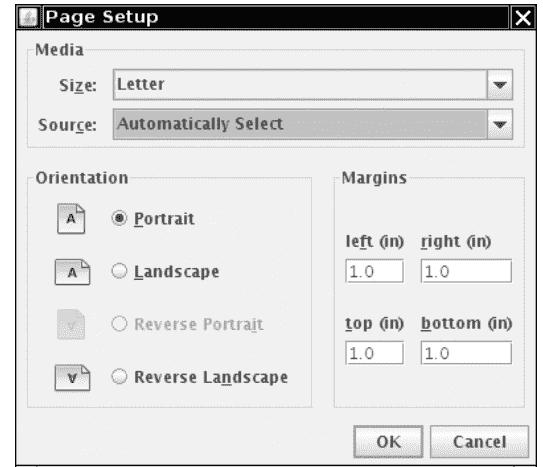 Page Setup
Media
Size: Letter
Source: Automatically Select
Orientation
A Portrait
A Landscape
A Reverse Portrait
A Reverse Landscape
Margins
left (in) right (in)
1.0 1.0
top (in) bottom (in)
1.0 1.0
OK Cancel